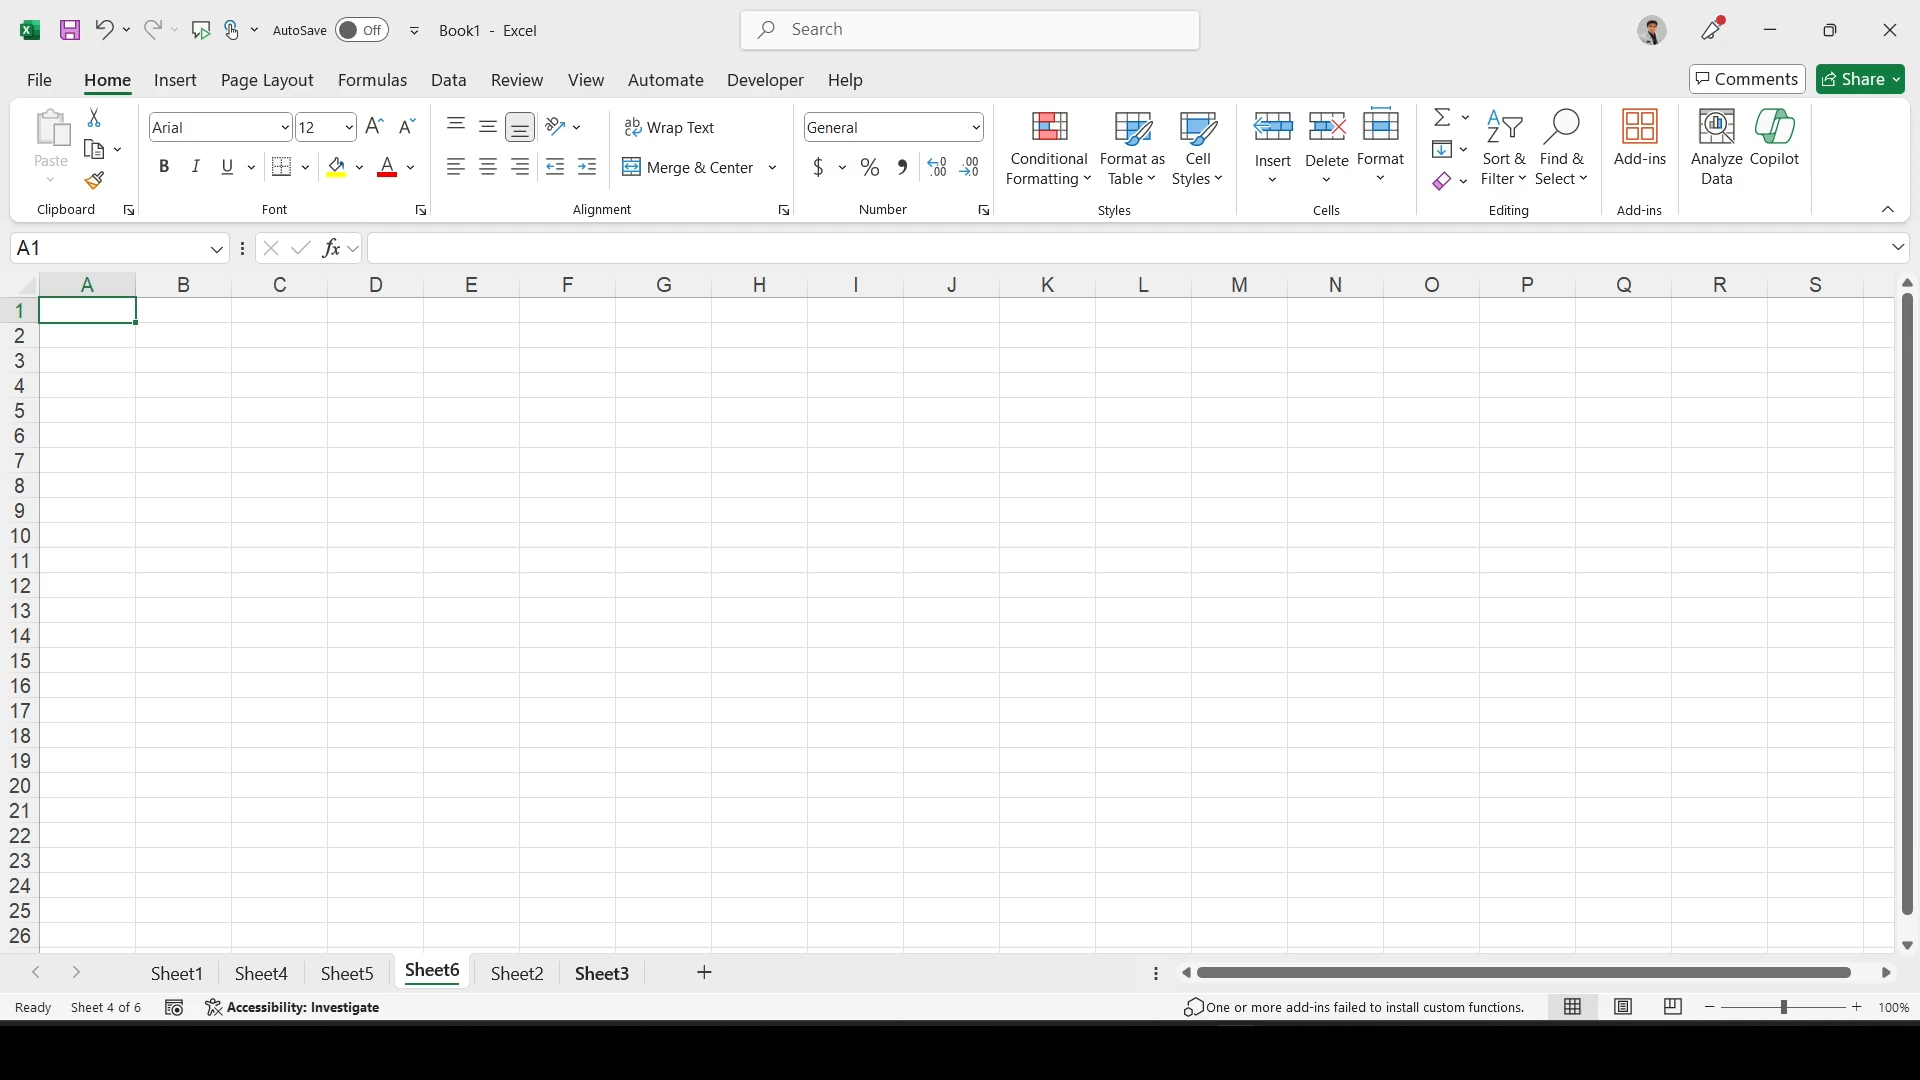 AutoSave Off Book1 - Excel Search
File Home Insert Page Layout Formulas Data Review View Automate Developer Help Comments Share
Paste
Clipboard
Arial 12
B I U A
Font
Wrap Text
Merge & Center
Alignment
General
$ % ,
Number
Conditional Formatting
Format as Table
Cell Styles
Styles
Insert Delete Format
Cells
Sort & Filter
Find & Select
Editing
Add-ins
Add-ins
Analyze Data
Copilot
A1 fx
A B C D E F G H I J K L M N O P Q R S
1
2
3
4
5
6
7
8
9
10
11
12
13
14
15
16
17
18
19
20
21
22
23
24
25
26
Sheet1 Sheet4 Sheet5 Sheet6 Sheet2 Sheet3 +
Ready Sheet 4 of 6 Accessibility: Investigate One or more add-ins failed to install custom functions. - + 100%